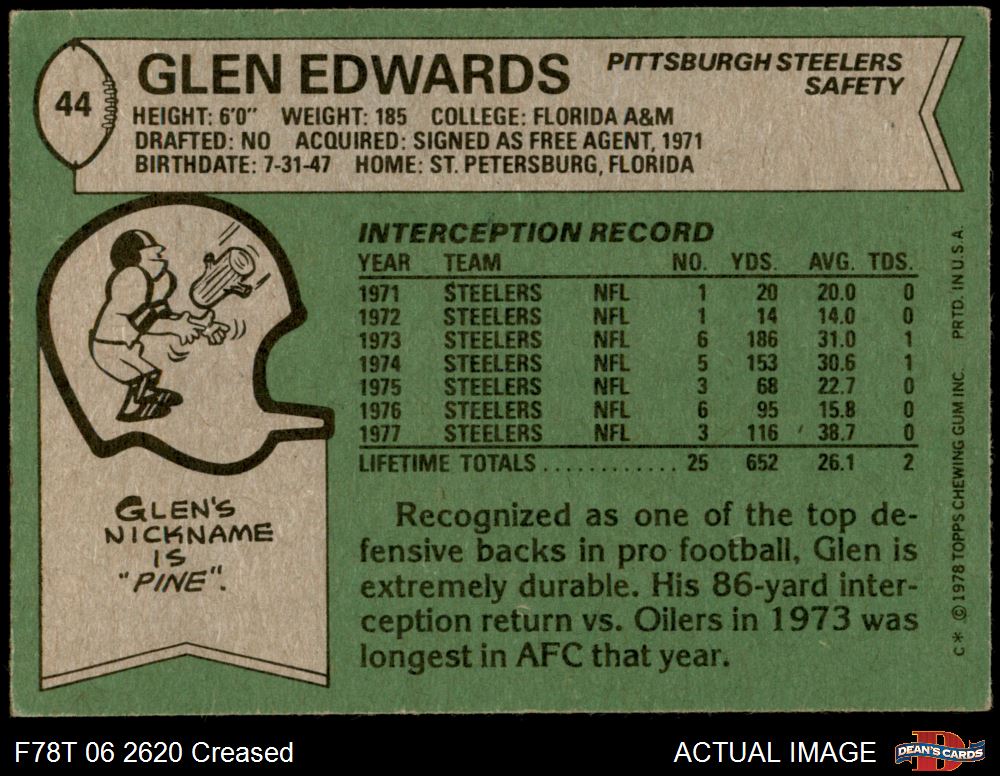 44
GLEN EDWARDS
PITTSBURGH STEELERS
SAFETY
HEIGHT: 6'0" WEIGHT: 185 COLLEGE: FLORIDA A&M
DRAFTED: NO ACQUIRED: SIGNED AS FREE AGENT, 1971
BIRTHDATE: 7-31-47 HOME: ST. PETERSBURG, FLORIDA
INTERCEPTION RECORD
YEAR TEAM NO. YDS. AVG. TDS.
1971 STEELERS NFL 1 20 20.0 0
1972 STEELERS NFL 1 14 14.0 0
1973 STEELERS NFL 6 186 31.0 1
1974 STEELERS NFL 5 153 30.6 1
1975 STEELERS NFL 3 68 22.7 0
1976 STEELERS NFL 6 95 15.8 0
1977 STEELERS NFL 3 116 38.7 0
LIFETIME TOTALS ............ 25 652 26.1 2
GLEN'S
NICKNAME
IS
"PINE".
Recognized as one of the top de-
fensive backs in pro football, Glen is
extremely durable. His 86-yard inter-
ception return vs. Oilers in 1973 was
longest in AFC that year.
C* © 1978 TOPPS CHEWING GUM INC. PRTD. IN U.S.A.
F78T 06 2620 Creased
ACTUAL IMAGE
D
DEAN'S CARDS